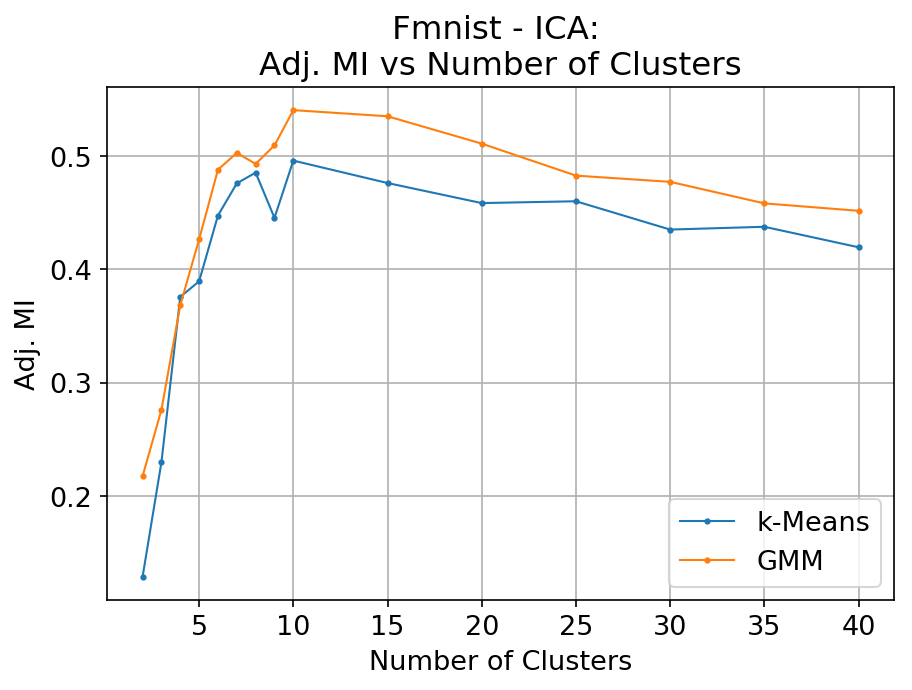 Fmnist - ICA:
Adj. MI vs Number of Clusters
Adj. MI
0.5
0.4
0.3
0.2
k-Means
GMM
5 10 15 20 25 30 35 40
Number of Clusters